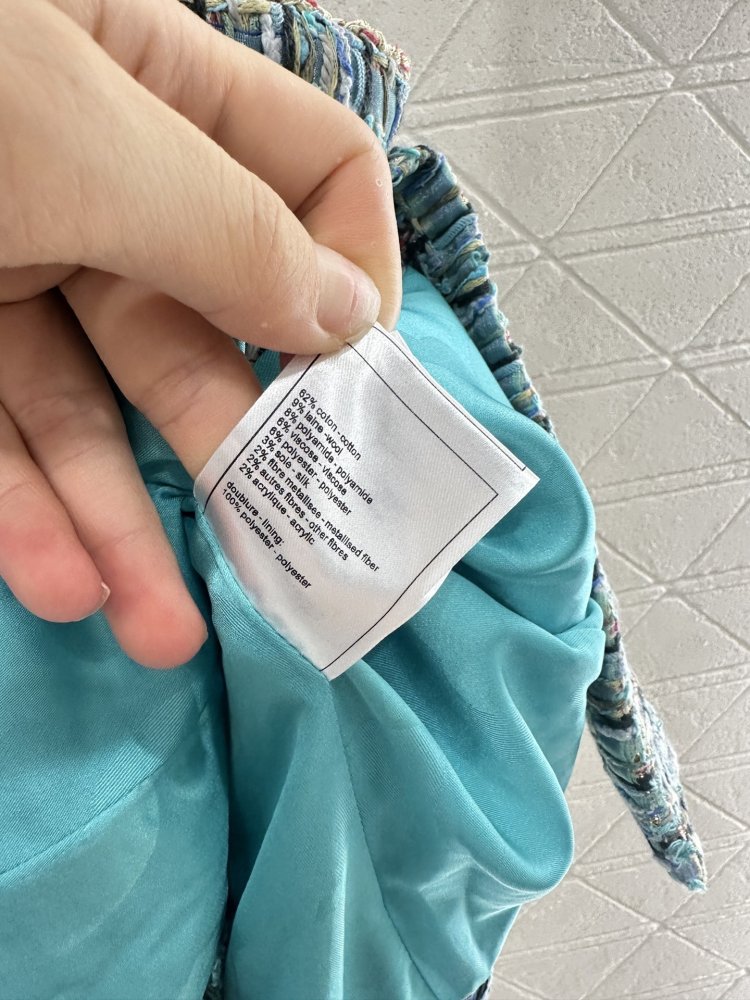 62% coton - cotton
9% laine -wool
8% polyamide - polyamide
6% viscose - viscose
6% polyester - polyester
3% soie - silk
2% fibre metallisee - metallised fiber
2% autres fibres - other fibres
2% acrylique - acrylic
doublure - lining:
100% polyester - polyester